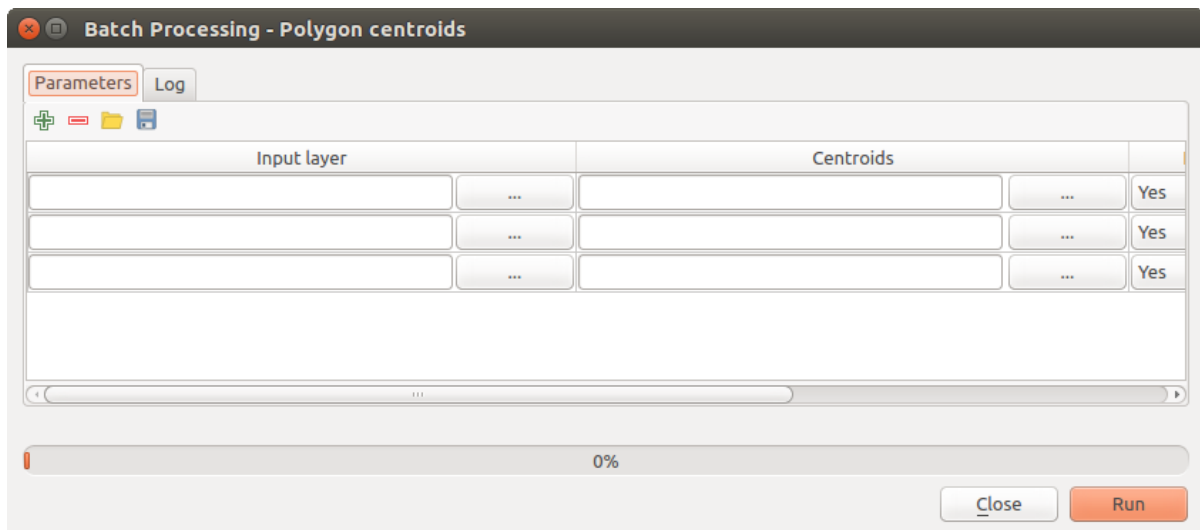 Batch Processing - Polygon centroids
Parameters Log
Input layer Centroids
... ... Yes
... ... Yes
... ... Yes
0%
Close Run